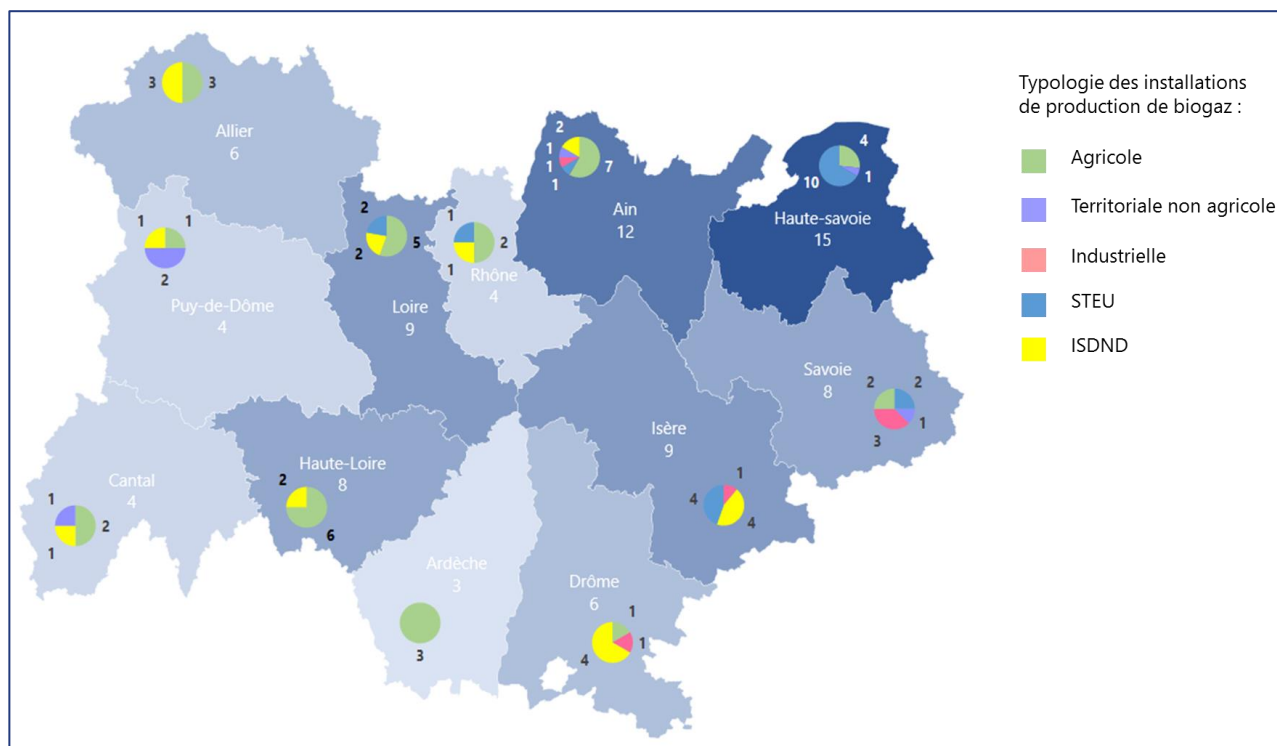 Typologie des installations
de production de biogaz :
Agricole
Territoriale non agricole
Industrielle
STEU
ISDND
3 3
Allier
6
2
1
1
1
7
Ain
12
4
10
1
Haute-savoie
15
1 1
2
Puy-de-Dôme
4
2
2
5
Loire
9
1
2
1
Rhône
4
Savoie
8
2 2
1
3
Isère
9
1
4
4
Cantal
4
1
2
1
Haute-Loire
8
2
6
Ardèche
3
3
Drôme
6
1
1
4